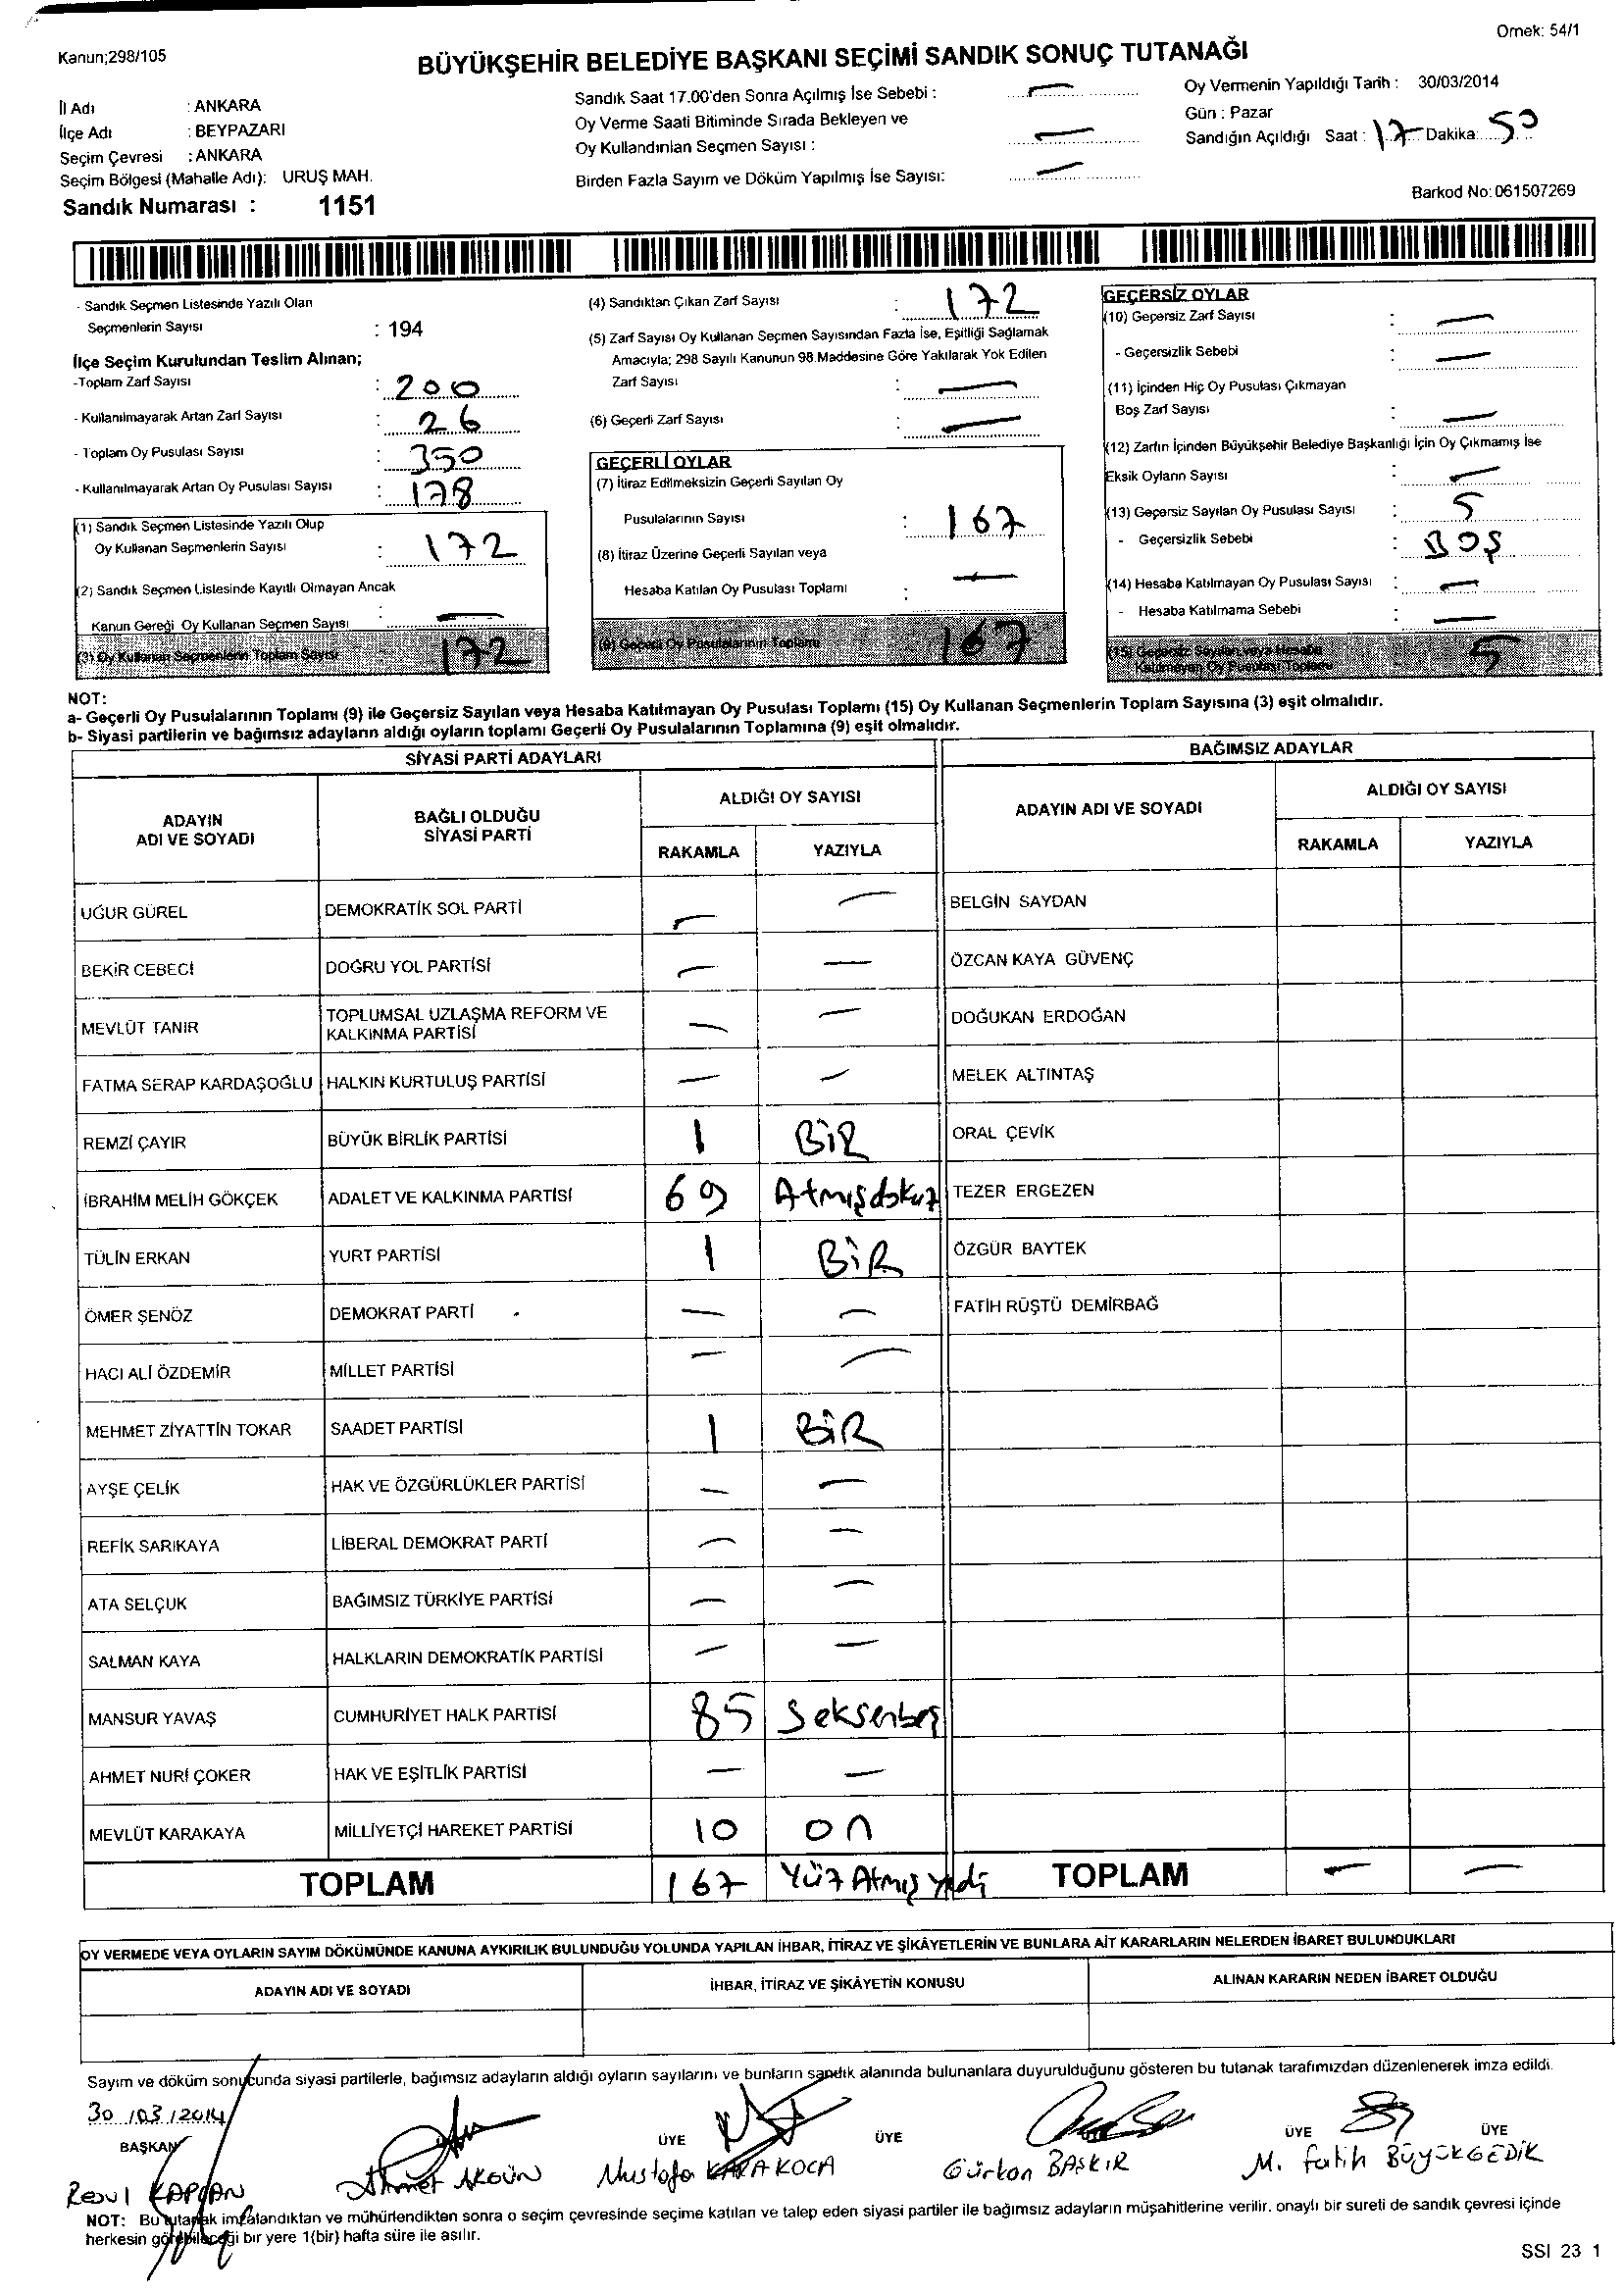 Örnek: 54/1
Kanun;298/105
BÜYÜKŞEHİR BELEDİYE BAŞKANI SEÇİMİ SANDIK SONUÇ TUTANAĞI
İl Adı : ANKARA
İlçe Adı : BEYPAZARI
Seçim Çevresi : ANKARA
Seçim Bölgesi (Mahalle Adı): URUŞ MAH.
Sandık Numarası : 1151
Sandık Saat 17.00'den Sonra Açılmış İse Sebebi : —
Oy Verme Saati Bitiminde Sırada Bekleyen ve
Oy Kullandırılan Seçmen Sayısı : —
Birden Fazla Sayım ve Döküm Yapılmış İse Sayısı: —
Oy Vermenin Yapıldığı Tarih : 30/03/2014
Gün : Pazar
Sandığın Açıldığı Saat : 17 Dakika: 50
Barkod No: 061507269
- Sandık Seçmen Listesinde Yazılı Olan
Seçmenlerin Sayısı : 194
İlçe Seçim Kurulundan Teslim Alınan;
-Toplam Zarf Sayısı : 200
- Kullanılmayarak Artan Zarf Sayısı : 26
- Toplam Oy Pusulası Sayısı : 350
- Kullanılmayarak Artan Oy Pusulası Sayısı : 178
(1) Sandık Seçmen Listesinde Yazılı Olup
Oy Kullanan Seçmenlerin Sayısı : 172
(2) Sandık Seçmen Listesinde Kayıtlı Olmayan Ancak
Kanun Gereği Oy Kullanan Seçmen Sayısı : —
(3) Oy Kullanan Seçmenlerin Toplam Sayısı 172
(4) Sandıktan Çıkan Zarf Sayısı : 172
(5) Zarf Sayısı Oy Kullanan Seçmen Sayısından Fazla İse, Eşitliği Sağlamak
Amacıyla; 298 Sayılı Kanunun 98.Maddesine Göre Yakılarak Yok Edilen
Zarf Sayısı : —
(6) Geçerli Zarf Sayısı : —
GEÇERLİ OYLAR
(7) İtiraz Edilmeksizin Geçerli Sayılan Oy
Pusulalarının Sayısı : 167
(8) İtiraz Üzerine Geçerli Sayılan veya
Hesaba Katılan Oy Pusulası Toplamı : —
(9) Geçerli Oy Pusulalarının Toplamı 167
GEÇERSİZ OYLAR
(10) Geçersiz Zarf Sayısı : —
- Geçersizlik Sebebi : —
(11) İçinden Hiç Oy Pusulası Çıkmayan
Boş Zarf Sayısı : —
(12) Zarfın İçinden Büyükşehir Belediye Başkanlığı İçin Oy Çıkmamış İse
Eksik Oyların Sayısı : —
(13) Geçersiz Sayılan Oy Pusulası Sayısı : 5
- Geçersizlik Sebebi : BOŞ
(14) Hesaba Katılmayan Oy Pusulası Sayısı : —
- Hesaba Katılmama Sebebi : —
(15) Geçersiz Sayılan veya Hesaba
Katılmayan Oy Pusulası Toplamı 5
NOT:
a- Geçerli Oy Pusulalarının Toplamı (9) ile Geçersiz Sayılan veya Hesaba Katılmayan Oy Pusulası Toplamı (15) Oy Kullanan Seçmenlerin Toplam Sayısına (3) eşit olmalıdır.
b- Siyasi partilerin ve bağımsız adayların aldığı oyların toplamı Geçerli Oy Pusulalarının Toplamına (9) eşit olmalıdır.
SİYASİ PARTİ ADAYLARI BAĞIMSIZ ADAYLAR
ADAYIN ADI VE SOYADI BAĞLI OLDUĞU SİYASİ PARTİ ALDIĞI OY SAYISI ADAYIN ADI VE SOYADI ALDIĞI OY SAYISI
RAKAMLA YAZIYLA RAKAMLA YAZIYLA
UĞUR GÜREL DEMOKRATİK SOL PARTİ — — BELGİN SAYDAN
BEKİR CEBECİ DOĞRU YOL PARTİSİ — — ÖZCAN KAYA GÜVENÇ
MEVLÜT TANIR TOPLUMSAL UZLAŞMA REFORM VE KALKINMA PARTİSİ — — DOĞUKAN ERDOĞAN
FATMA SERAP KARDAŞOĞLU HALKIN KURTULUŞ PARTİSİ — — MELEK ALTINTAŞ
REMZİ ÇAYIR BÜYÜK BİRLİK PARTİSİ 1 BİR ORAL ÇEVİK
İBRAHİM MELİH GÖKÇEK ADALET VE KALKINMA PARTİSİ 69 Atmışdokuz TEZER ERGEZEN
TÜLİN ERKAN YURT PARTİSİ 1 BİR ÖZGÜR BAYTEK
ÖMER ŞENÖZ DEMOKRAT PARTİ — — FATİH RÜŞTÜ DEMİRBAĞ
HACI ALİ ÖZDEMİR MİLLET PARTİSİ — —
MEHMET ZİYATTİN TOKAR SAADET PARTİSİ 1 BİR
AYŞE ÇELİK HAK VE ÖZGÜRLÜKLER PARTİSİ — —
REFİK SARIKAYA LİBERAL DEMOKRAT PARTİ — —
ATA SELÇUK BAĞIMSIZ TÜRKİYE PARTİSİ — —
SALMAN KAYA HALKLARIN DEMOKRATİK PARTİSİ — —
MANSUR YAVAŞ CUMHURİYET HALK PARTİSİ 85 Seksenbeş
AHMET NURİ ÇOKER HAK VE EŞİTLİK PARTİSİ — —
MEVLÜT KARAKAYA MİLLİYETÇİ HAREKET PARTİSİ 10 on
TOPLAM 167 Yüz Atmış Yedi TOPLAM — —
OY VERMEDE VEYA OYLARIN SAYIM DÖKÜMÜNDE KANUNA AYKIRILIK BULUNDUĞU YOLUNDA YAPILAN İHBAR, İTİRAZ VE ŞİKÂYETLERİN VE BUNLARA AİT KARARLARIN NELERDEN İBARET BULUNDUKLARI
ADAYIN ADI VE SOYADI İHBAR, İTİRAZ VE ŞİKÂYETİN KONUSU ALINAN KARARIN NEDEN İBARET OLDUĞU
Sayım ve döküm sonucunda siyasi partilerle, bağımsız adayların aldığı oyların sayılarını ve bunların sandık alanında bulunanlara duyurulduğunu gösteren bu tutanak tarafımızdan düzenlenerek imza edildi.
30/03/2014
BAŞKAN ÜYE ÜYE ÜYE ÜYE
Resul KAPLAN Ahmet AKGÜN Mustafa KARAKOCA Gürkan BAŞKIR M. Fatih BÜYÜKGEDİK
NOT: Bu tutanak imzalandıktan ve mühürlendikten sonra o seçim çevresinde seçime katılan ve talep eden siyasi partiler ile bağımsız adayların müşahitlerine verilir. onaylı bir sureti de sandık çevresi içinde
herkesin görebileceği bir yere 1(bir) hafta süre ile asılır.
SSI 23 1